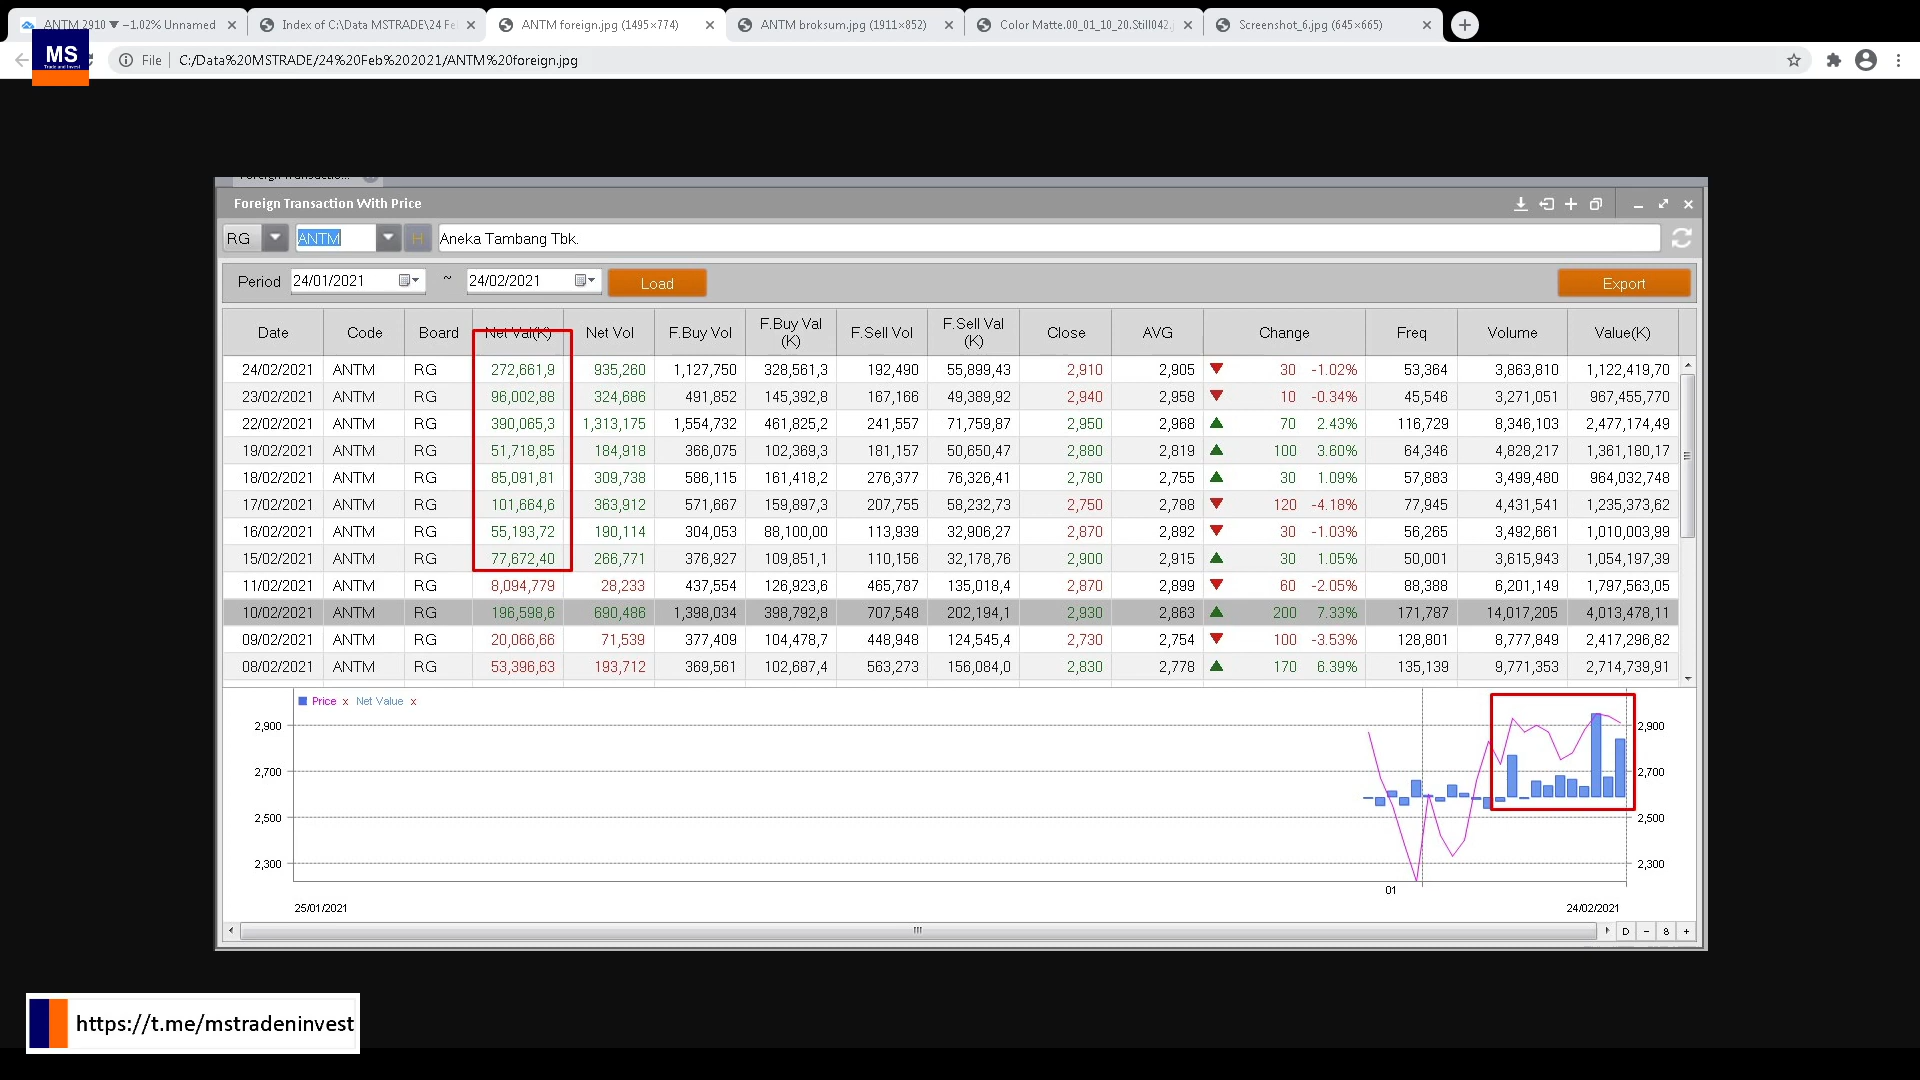 ANTM 2910 ▼ −1.02% Unnamed
Index of C:\Data MSTRADE\24 Fe
ANTM foreign.jpg (1495×774)
ANTM broksum.jpg (1911×852)
Color Matte.00_01_10_20.Still042.
Screenshot_6.jpg (645×665)
MS
Trade and Invest
File
C:/Data%20MSTRADE/24%20Feb%202021/ANTM%20foreign.jpg
Foreign Transactio...
Foreign Transaction With Price
RG ANTM H Aneka Tambang Tbk.
Period 24/01/2021 ~ 24/02/2021 Load Export
Date Code Board Net Val(K) Net Vol F.Buy Vol F.Buy Val (K) F.Sell Vol F.Sell Val (K) Close AVG Change Freq Volume Value(K)
24/02/2021 ANTM RG 272,661,9 935,260 1,127,750 328,561,3 192,490 55,899,43 2,910 2,905 ▼ 30 -1.02% 53,364 3,863,810 1,122,419,70
23/02/2021 ANTM RG 96,002,88 324,686 491,852 145,392,8 167,166 49,389,92 2,940 2,958 ▼ 10 -0.34% 45,546 3,271,051 967,455,770
22/02/2021 ANTM RG 390,065,3 1,313,175 1,554,732 461,825,2 241,557 71,759,87 2,950 2,968 ▲ 70 2.43% 116,729 8,346,103 2,477,174,49
19/02/2021 ANTM RG 51,718,85 184,918 366,075 102,369,3 181,157 50,650,47 2,880 2,819 ▲ 100 3.60% 64,346 4,828,217 1,361,180,17
18/02/2021 ANTM RG 85,091,81 309,738 586,115 161,418,2 276,377 76,326,41 2,780 2,755 ▲ 30 1.09% 57,883 3,499,480 964,032,748
17/02/2021 ANTM RG 101,664,6 363,912 571,667 159,897,3 207,755 58,232,73 2,750 2,788 ▼ 120 -4.18% 77,945 4,431,541 1,235,373,62
16/02/2021 ANTM RG 55,193,72 190,114 304,053 88,100,00 113,939 32,906,27 2,870 2,892 ▼ 30 -1.03% 56,265 3,492,661 1,010,003,99
15/02/2021 ANTM RG 77,672,40 266,771 376,927 109,851,1 110,156 32,178,76 2,900 2,915 ▲ 30 1.05% 50,001 3,615,943 1,054,197,39
11/02/2021 ANTM RG 8,094,779 28,233 437,554 126,923,6 465,787 135,018,4 2,870 2,899 ▼ 60 -2.05% 88,388 6,201,149 1,797,563,05
10/02/2021 ANTM RG 196,598,6 690,486 1,398,034 398,792,8 707,548 202,194,1 2,930 2,863 ▲ 200 7.33% 171,787 14,017,205 4,013,478,11
09/02/2021 ANTM RG 20,066,66 71,539 377,409 104,478,7 448,948 124,545,4 2,730 2,754 ▼ 100 -3.53% 128,801 8,777,849 2,417,296,82
08/02/2021 ANTM RG 53,396,63 193,712 369,561 102,687,4 563,273 156,084,0 2,830 2,778 ▲ 170 6.39% 135,139 9,771,353 2,714,739,91
Price x Net Value x
2,900 2,900
2,700 2,700
2,500 2,500
2,300 2,300
01
25/01/2021 24/02/2021
D − 8 +
https://t.me/mstradeninvest